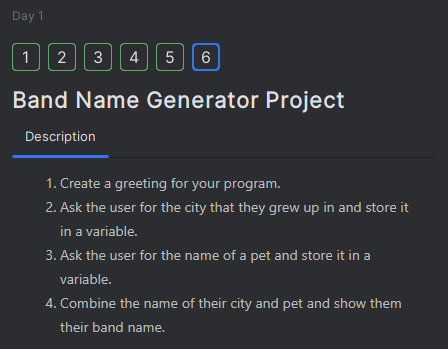 Day 1
1 2 3 4 5 6
Band Name Generator Project
Description
1. Create a greeting for your program.
2. Ask the user for the city that they grew up in and store it
in a variable.
3. Ask the user for the name of a pet and store it in a
variable.
4. Combine the name of their city and pet and show them
their band name.